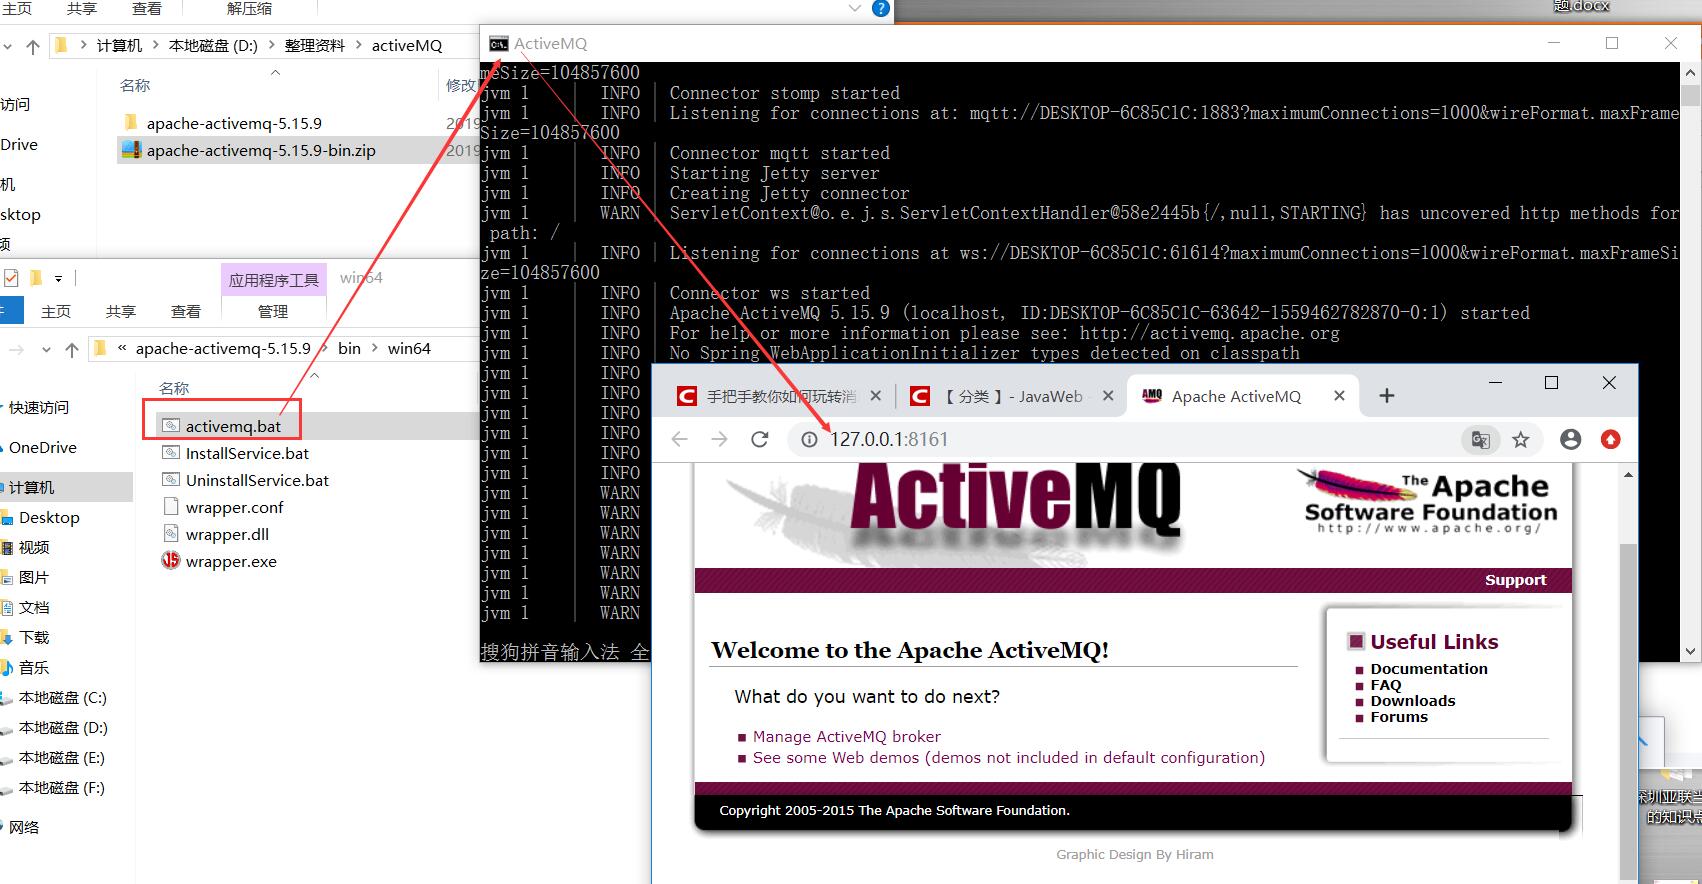 主页 共享 查看 解压缩
题.docx
计算机 本地磁盘 (D:) 整理资料 activeMQ
名称 修改
访问
apache-activemq-5.15.9 2019
Drive
apache-activemq-5.15.9-bin.zip 2019
机
sktop
频
ActiveMQ
meSize=104857600
jvm 1 | INFO | Connector stomp started
jvm 1 | INFO | Listening for connections at: mqtt://DESKTOP-6C85C1C:1883?maximumConnections=1000&wireFormat.maxFrame
Size=104857600
jvm 1 | INFO | Connector mqtt started
jvm 1 | INFO | Starting Jetty server
jvm 1 | INFO | Creating Jetty connector
jvm 1 | WARN | ServletContext@o.e.j.s.ServletContextHandler@58e2445b{/,null,STARTING} has uncovered http methods for
path: /
jvm 1 | INFO | Listening for connections at ws://DESKTOP-6C85C1C:61614?maximumConnections=1000&wireFormat.maxFrameSi
ze=104857600
jvm 1 | INFO | Connector ws started
jvm 1 | INFO | Apache ActiveMQ 5.15.9 (localhost, ID:DESKTOP-6C85C1C-63642-1559462782870-0:1) started
jvm 1 | INFO | For help or more information please see: http://activemq.apache.org
jvm 1 | INFO | No Spring WebApplicationInitializer types detected on classpath
jvm 1 | INFO
jvm 1 | INFO
jvm 1 | INFO
jvm 1 | INFO
jvm 1 | INFO
jvm 1 | INFO
jvm 1 | WARN
jvm 1 | WARN
jvm 1 | WARN
jvm 1 | WARN
jvm 1 | WARN
jvm 1 | WARN
jvm 1 | WARN
搜狗拼音输入法 全
应用程序工具 win64
主页 共享 查看 管理
« apache-activemq-5.15.9 bin win64
名称
快速访问
activemq.bat
OneDrive
InstallService.bat
计算机
UninstallService.bat
Desktop
wrapper.conf
视频
wrapper.dll
图片
wrapper.exe
文档
下载
音乐
本地磁盘 (C:)
本地磁盘 (D:)
本地磁盘 (E:)
本地磁盘 (F:)
网络
手把手教你如何玩转消 【 分类 】- JavaWeb - Apache ActiveMQ
127.0.0.1:8161
ActiveMQ
The Apache
Software Foundation
http://www.apache.org/
Support
Welcome to the Apache ActiveMQ!
What do you want to do next?
Manage ActiveMQ broker
See some Web demos (demos not included in default configuration)
Useful Links
Documentation
FAQ
Downloads
Forums
Copyright 2005-2015 The Apache Software Foundation.
Graphic Design By Hiram
深圳亚联当
的知识点